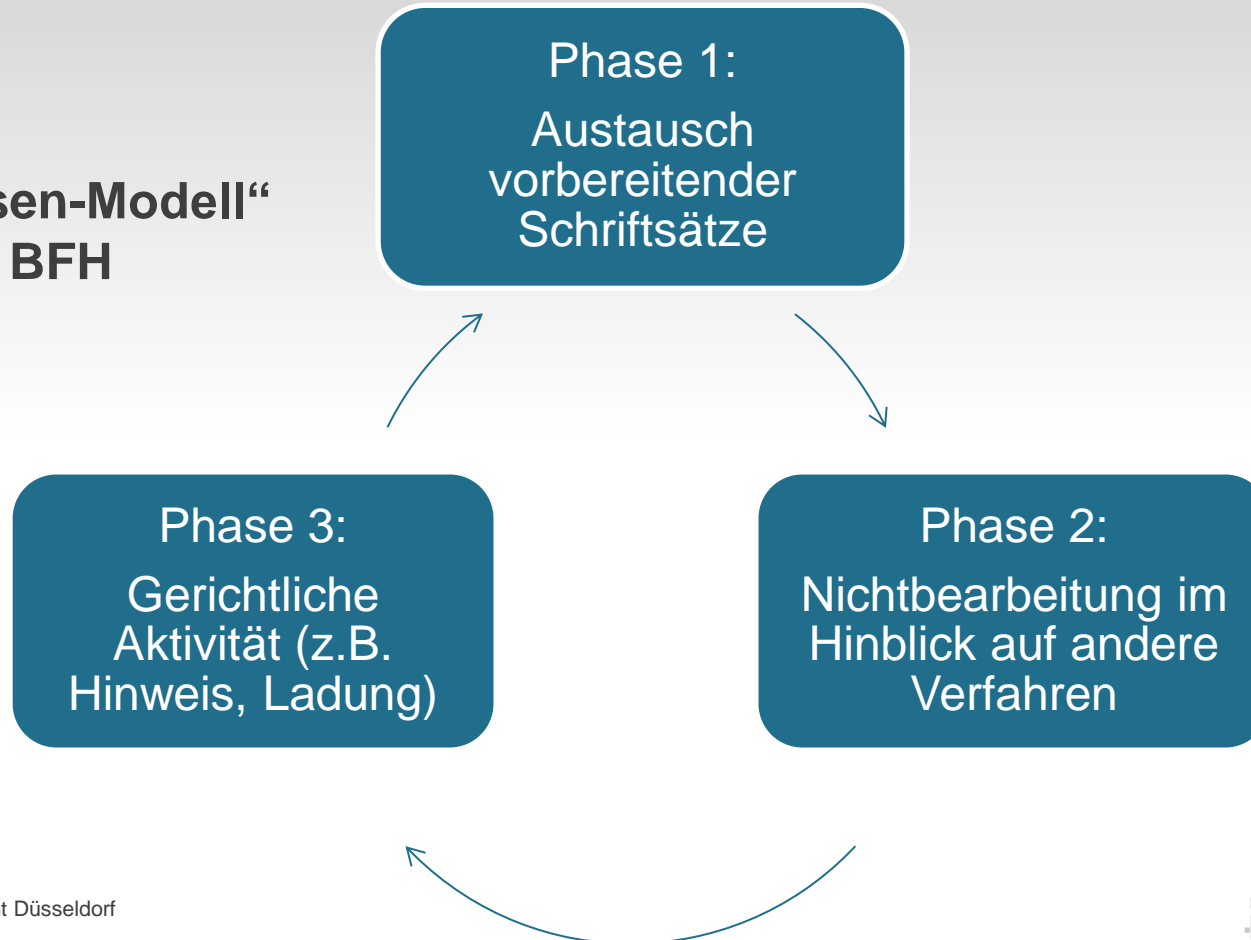 Phase 1:
Austausch
vorbereitender
Schriftsätze
sen-Modell“
BFH
Phase 3:
Gerichtliche
Aktivität (z.B.
Hinweis, Ladung)
Phase 2:
Nichtbearbeitung im
Hinblick auf andere
Verfahren
t Düsseldorf